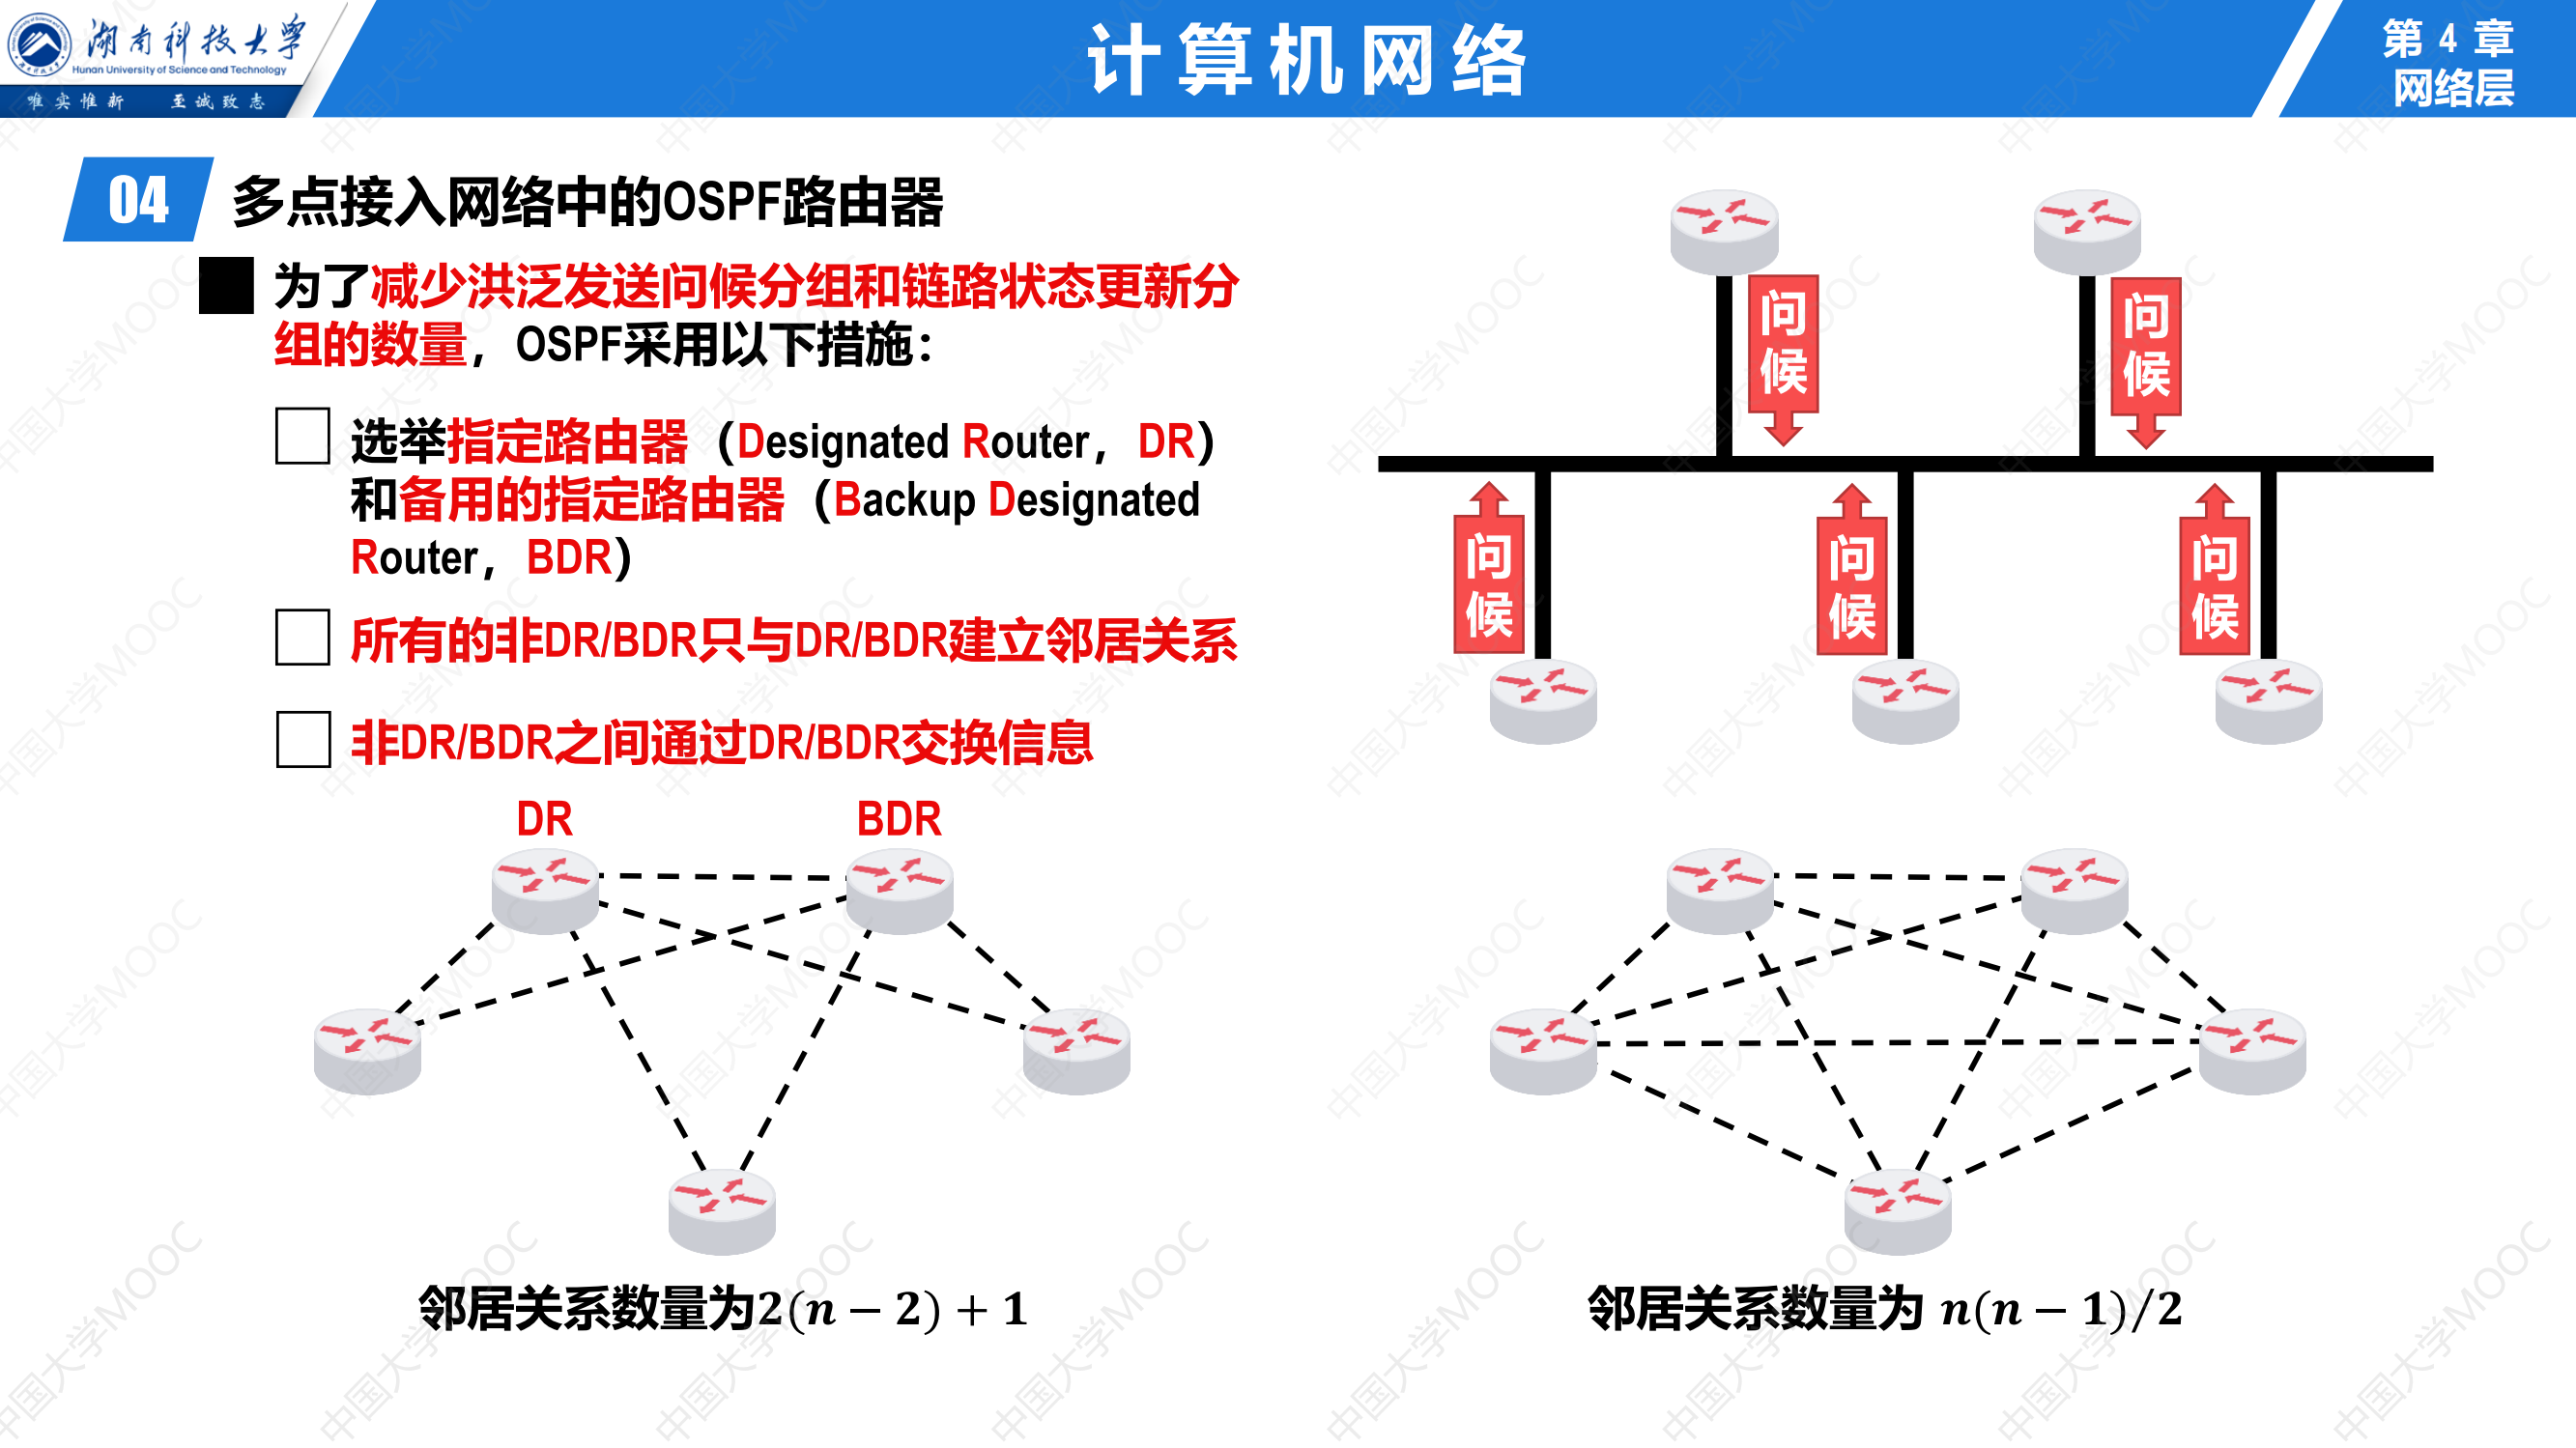 湖南科技大学
Hunan University of Science and Technology
唯实惟新 至诚致志
计算机网络
第 4 章
网络层
04 多点接入网络中的OSPF路由器
为了减少洪泛发送问候分组和链路状态更新分
组的数量，OSPF采用以下措施：
选举指定路由器（Designated Router，DR）
和备用的指定路由器（Backup Designated
Router，BDR）
所有的非DR/BDR只与DR/BDR建立邻居关系
非DR/BDR之间通过DR/BDR交换信息
问候
问候
问候
问候
问候
DR
BDR
邻居关系数量为2(n − 2) + 1
邻居关系数量为 n(n − 1)/2
中国大学MOOC